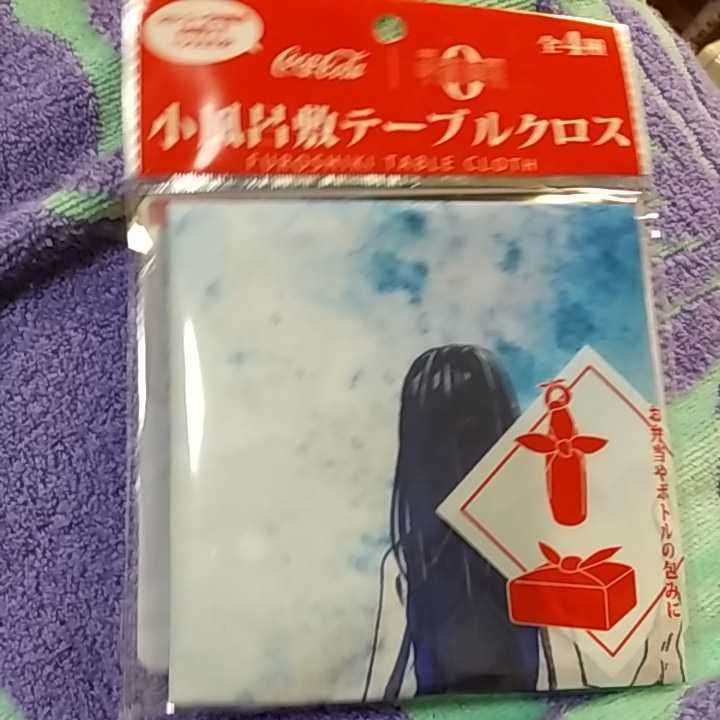 Coca-Cola
0
全4種
小風呂敷テーブルクロス
FUROSHIKI TABLE CLOTH
お弁当やボトルの包みに